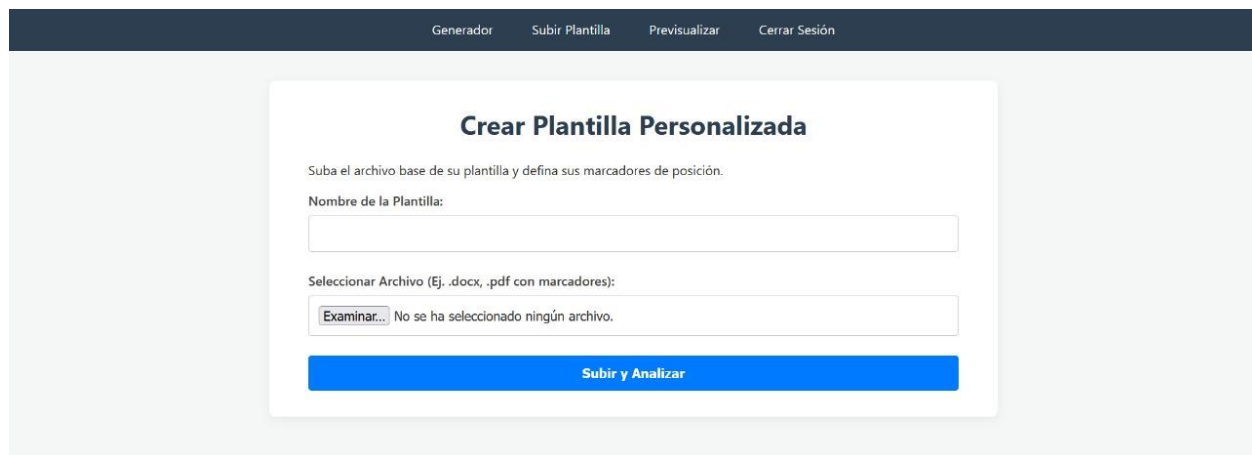 Generador Subir Plantilla Previsualizar Cerrar Sesión
Crear Plantilla Personalizada
Suba el archivo base de su plantilla y defina sus marcadores de posición.
Nombre de la Plantilla:
Seleccionar Archivo (Ej. .docx, .pdf con marcadores):
Examinar... No se ha seleccionado ningún archivo.
Subir y Analizar